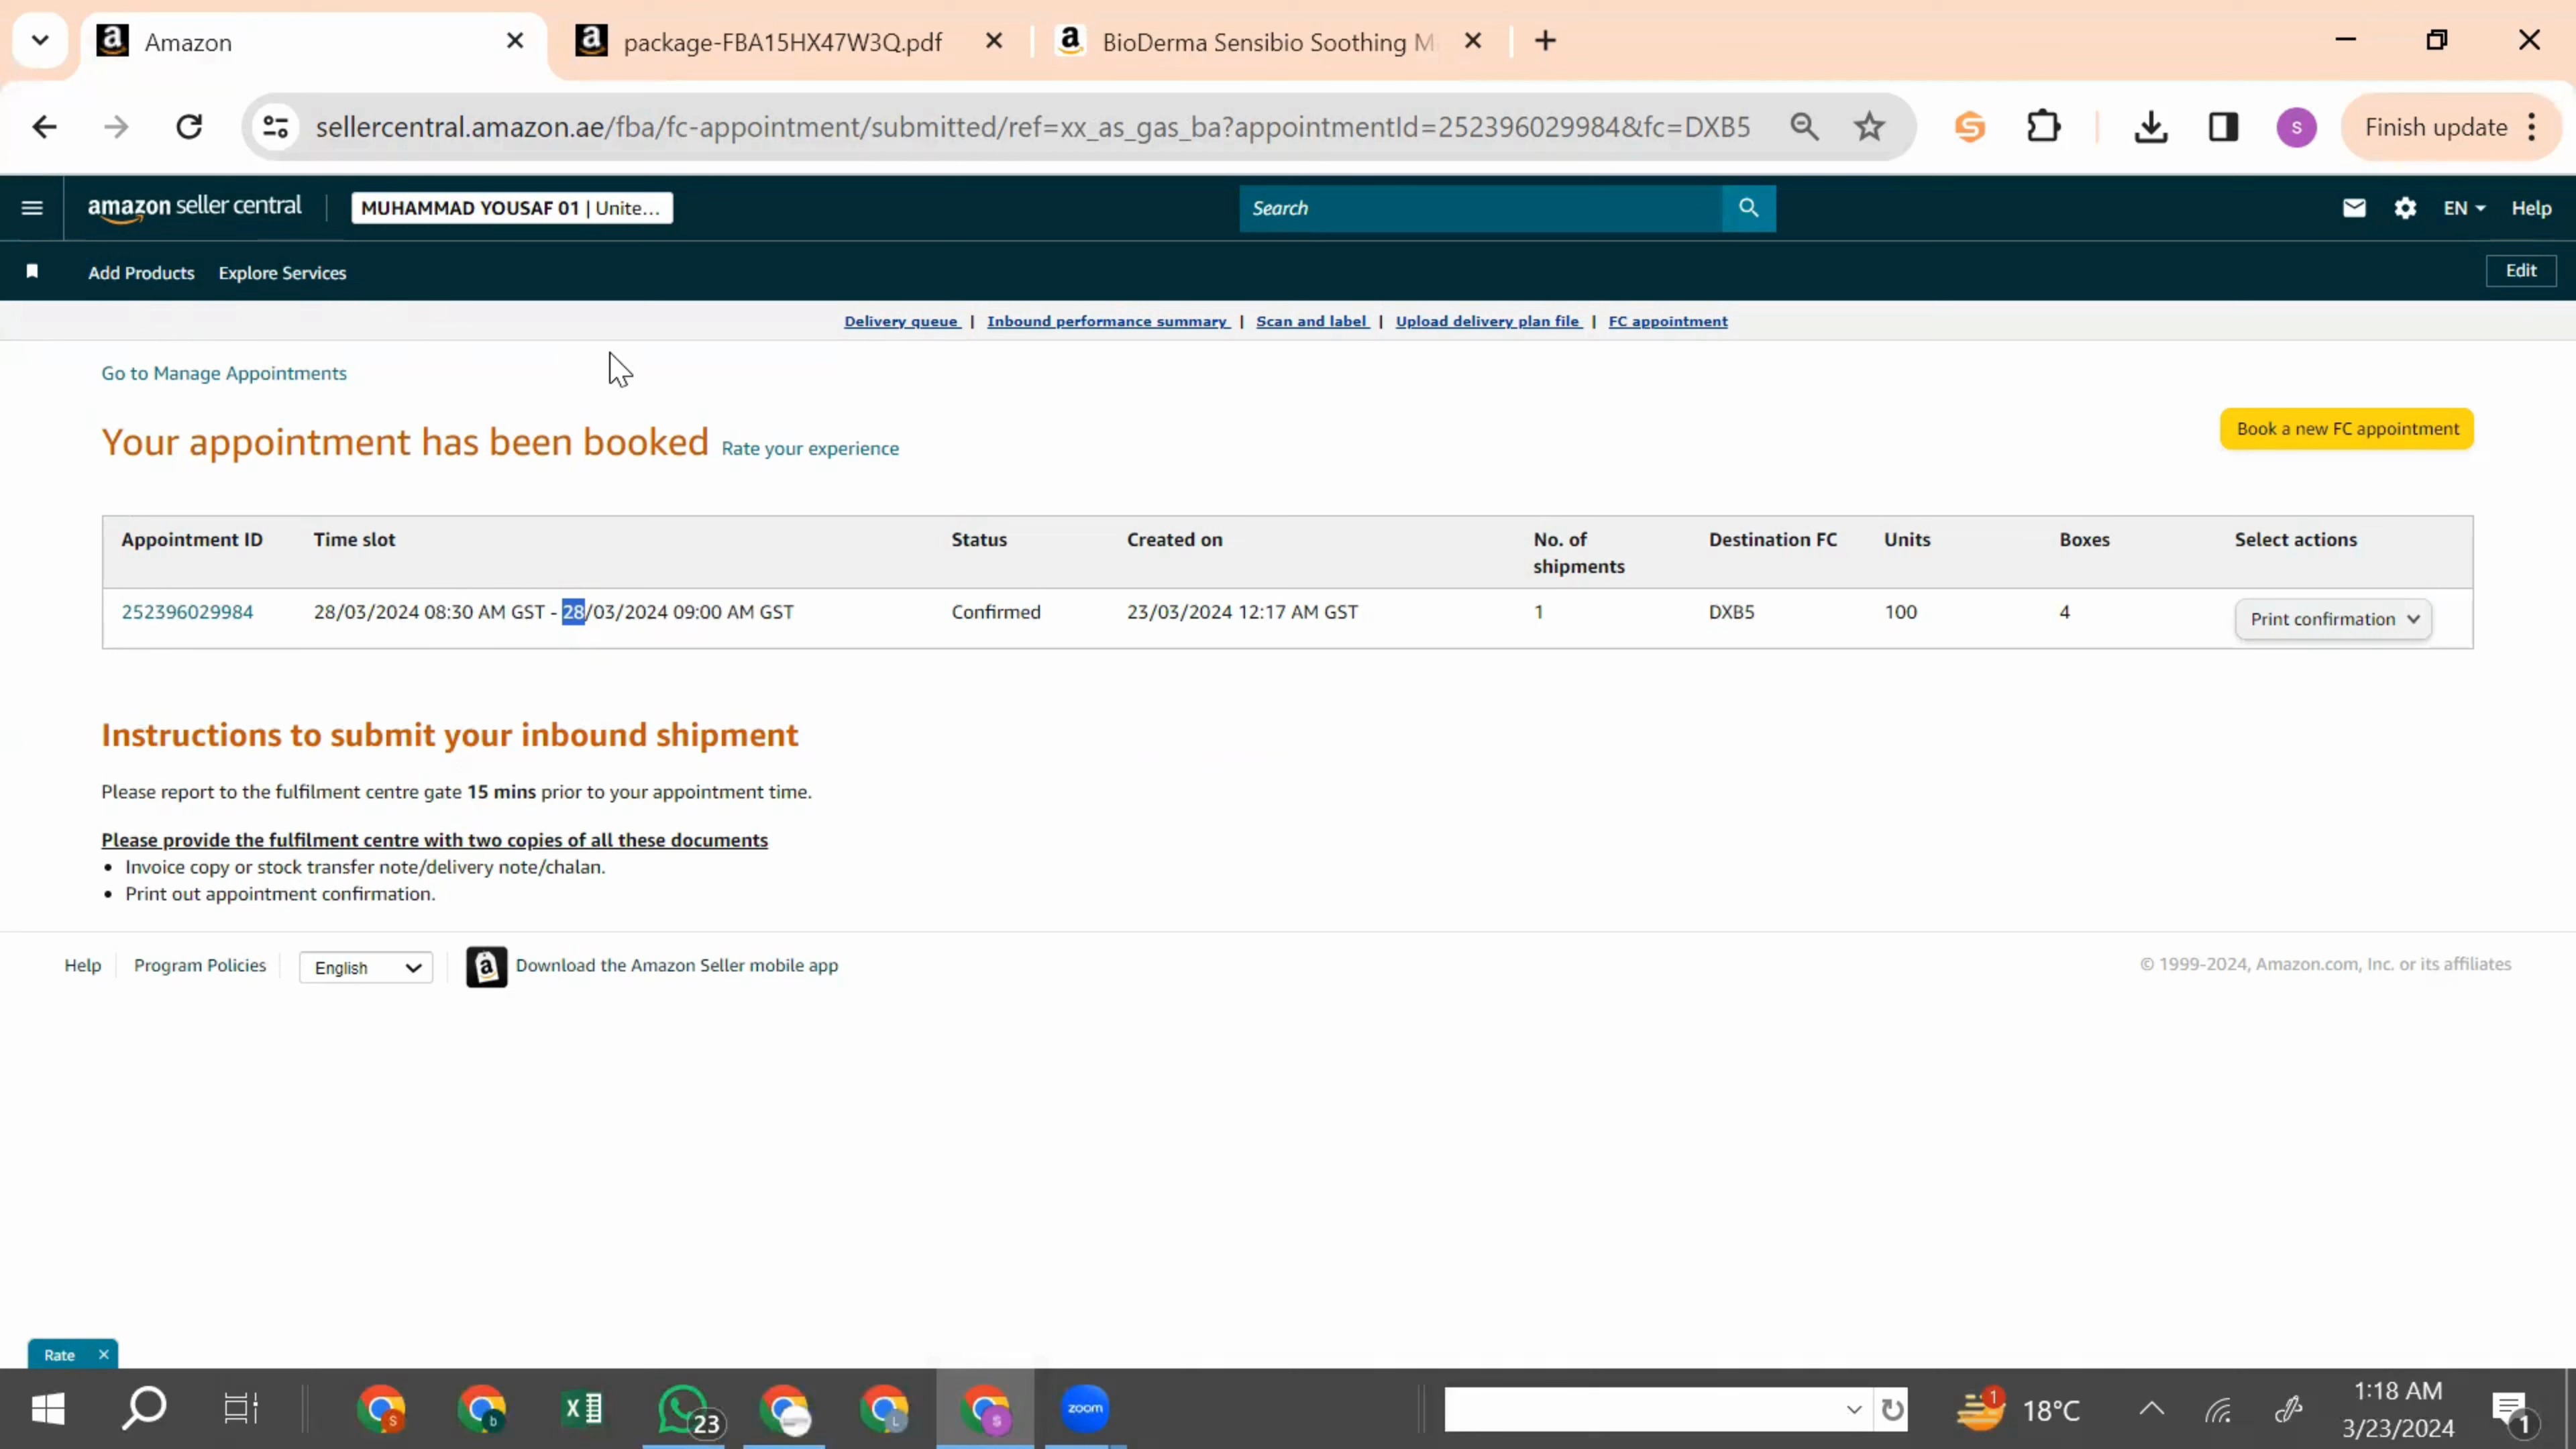 Amazon
package-FBA15HX47W3Q.pdf
BioDerma Sensibio Soothing M
sellercentral.amazon.ae/fba/fc-appointment/submitted/ref=xx_as_gas_ba?appointmentId=252396029984&fc=DXB5
S
Finish update
amazon seller central
MUHAMMAD YOUSAF 01 | Unite...
Search
EN
Help
Add Products
Explore Services
Edit
Delivery queue | Inbound performance summary | Scan and label | Upload delivery plan file | FC appointment
Go to Manage Appointments
Your appointment has been booked Rate your experience
Book a new FC appointment
Appointment ID
Time slot
Status
Created on
No. of
shipments
Destination FC
Units
Boxes
Select actions
252396029984
28/03/2024 08:30 AM GST - 28/03/2024 09:00 AM GST
Confirmed
23/03/2024 12:17 AM GST
1
DXB5
100
4
Print confirmation
Instructions to submit your inbound shipment
Please report to the fulfilment centre gate 15 mins prior to your appointment time.
Please provide the fulfilment centre with two copies of all these documents
• Invoice copy or stock transfer note/delivery note/chalan.
• Print out appointment confirmation.
Help
Program Policies
English
Download the Amazon Seller mobile app
© 1999-2024, Amazon.com, Inc. or its affiliates
Rate
S
b
23
L
S
zoom
1
18°C
1:18 AM
3/23/2024
1